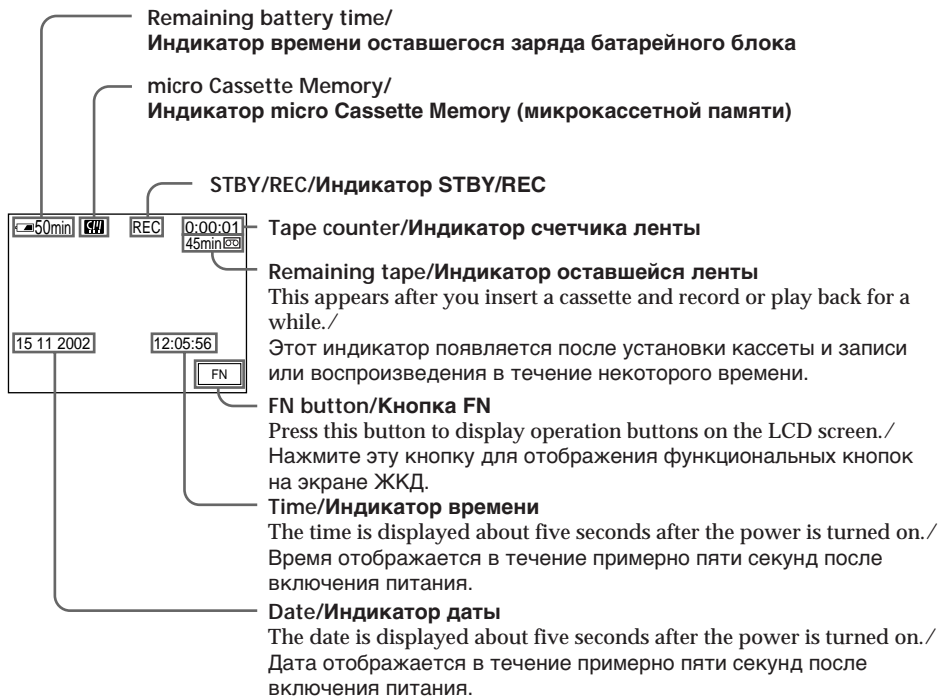 Remaining battery time/
Индикатор времени оставшегося заряда батарейного блока
micro Cassette Memory/
Индикатор micro Cassette Memory (микрокассетной памяти)
STBY/REC/Индикатор STBY/REC
50min REC 0:00:01
45min
15 11 2002 12:05:56
FN
Tape counter/Индикатор счетчика ленты
Remaining tape/Индикатор оставшейся ленты
This appears after you insert a cassette and record or play back for a
while./
Этот индикатор появляется после установки кассеты и записи
или воспроизведения в течение некоторого времени.
FN button/Кнопка FN
Press this button to display operation buttons on the LCD screen./
Нажмите эту кнопку для отображения функциональных кнопок
на экране ЖКД.
Time/Индикатор времени
The time is displayed about five seconds after the power is turned on./
Время отображается в течение примерно пяти секунд после
включения питания.
Date/Индикатор даты
The date is displayed about five seconds after the power is turned on./
Дата отображается в течение примерно пяти секунд после
включения питания.